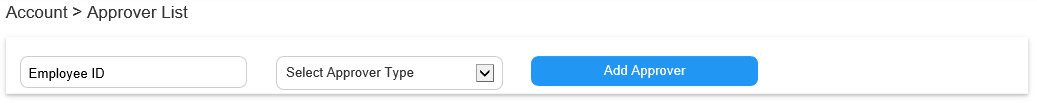 Account > Approver List
Employee ID Select Approver Type Add Approver